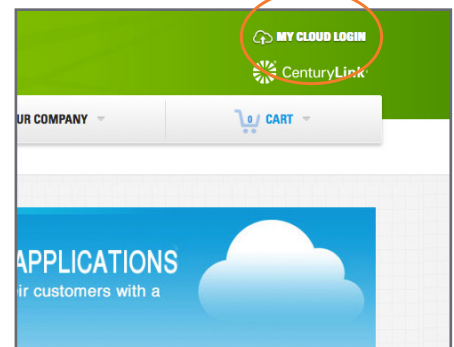 MY CLOUD LOGIN
CenturyLink
UR COMPANY
0 CART
APPLICATIONS
ir customers with a